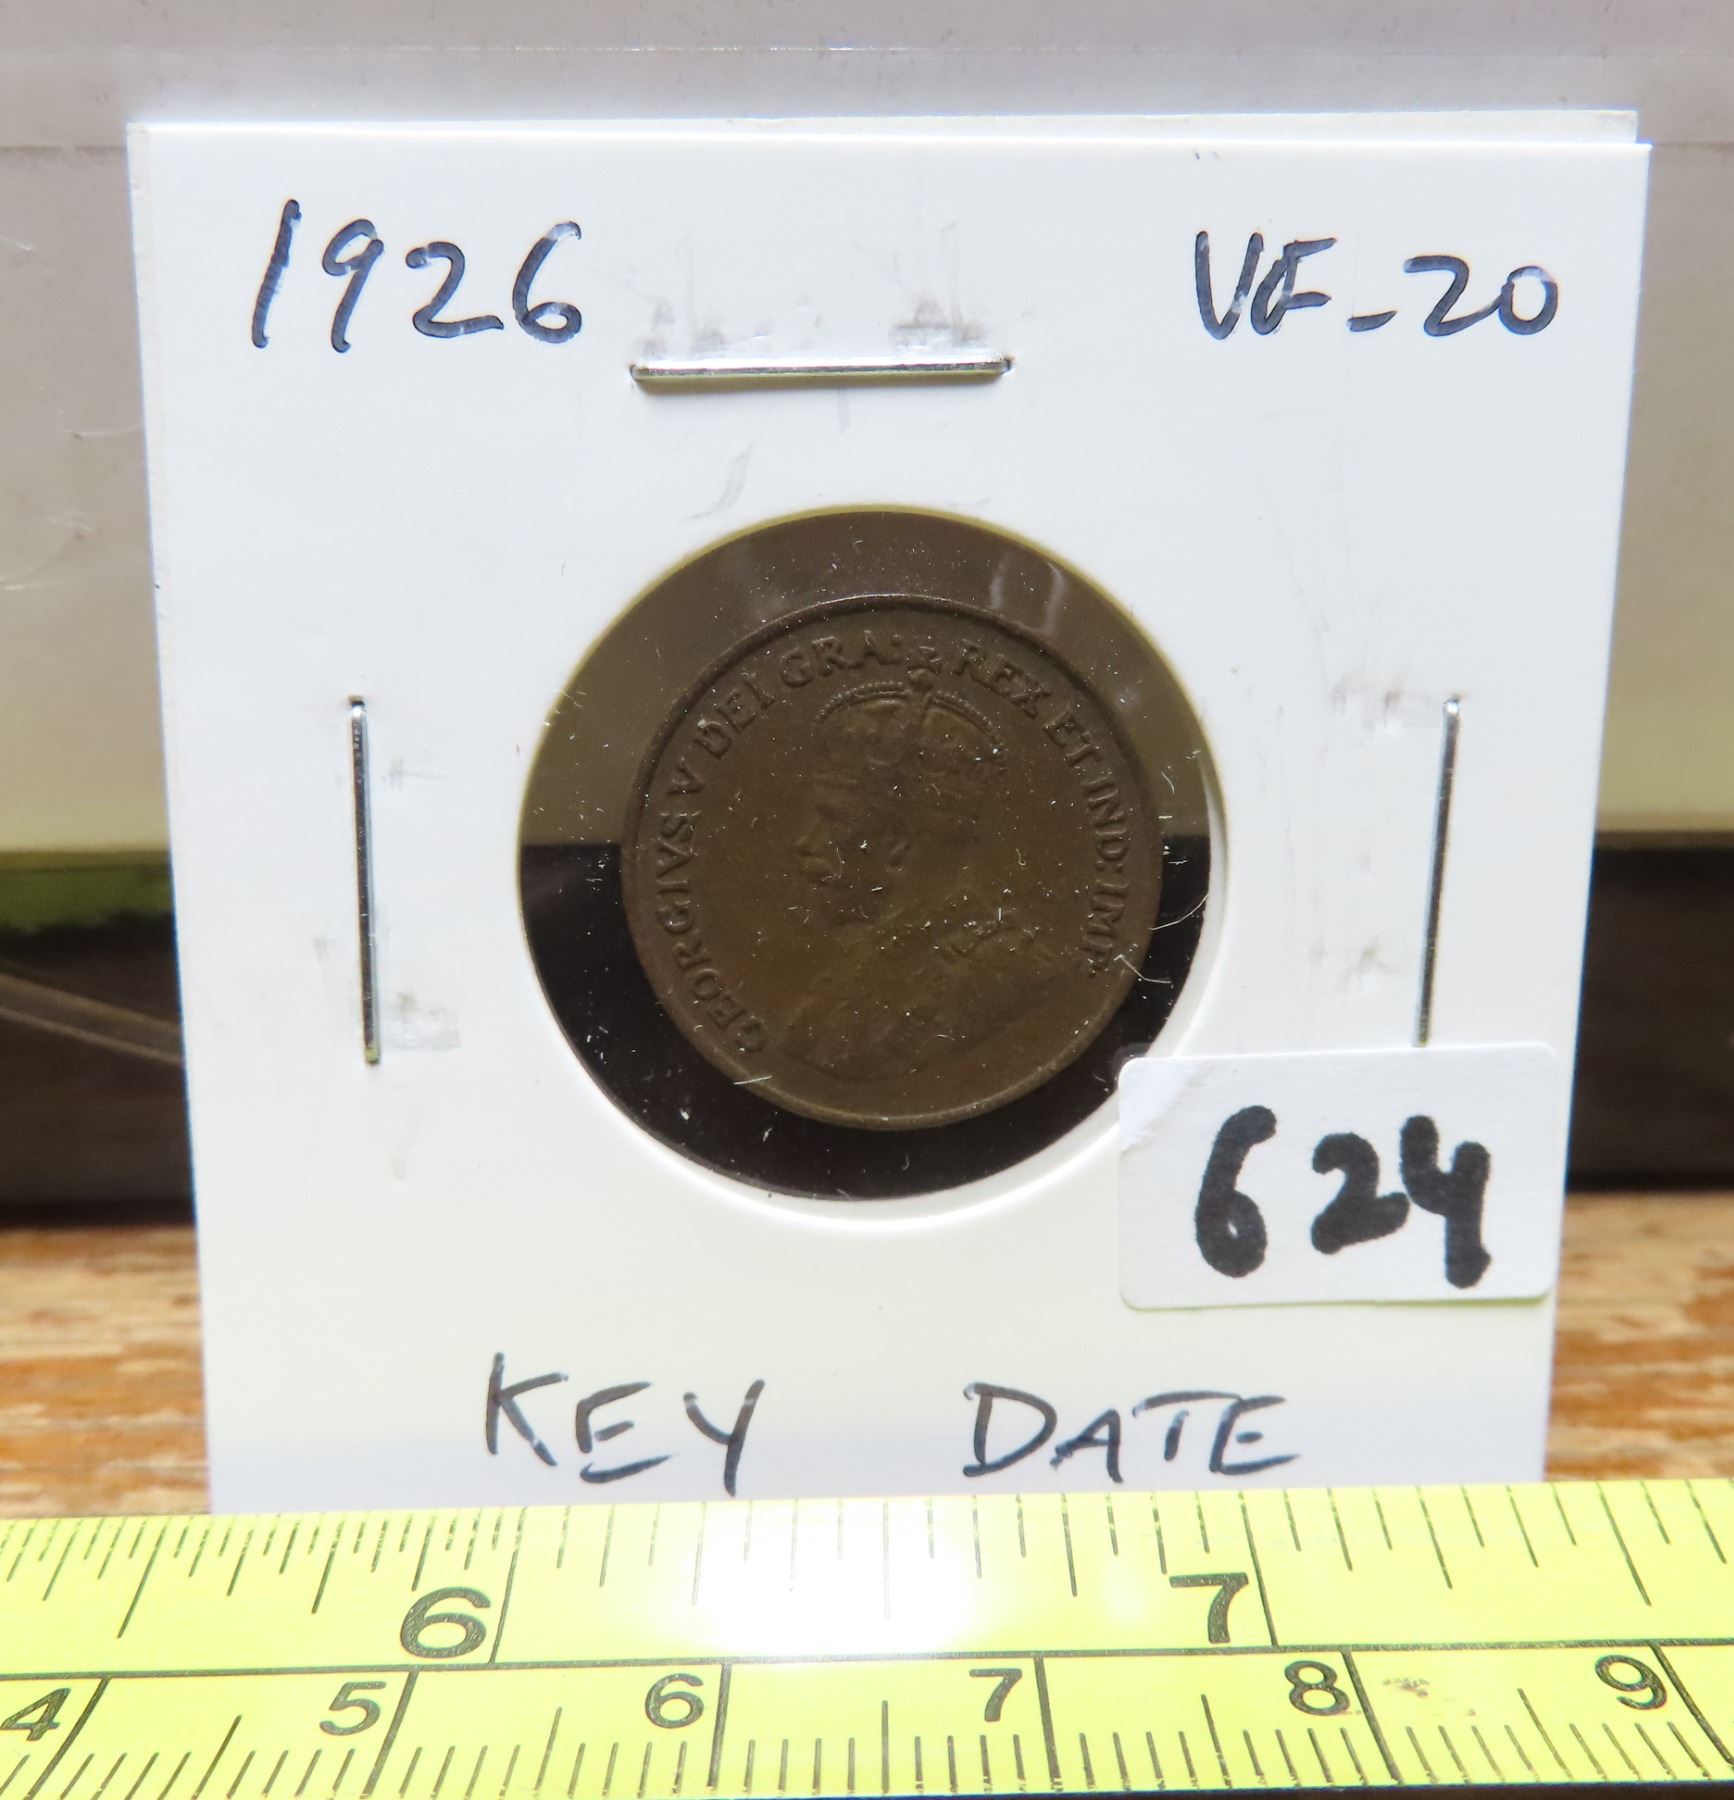 1926 VF-20
GEORGIVS V DEI GRA: REX ET IND: IMP:
624
KEY DATE
6 7
4 5 6 7 8 9